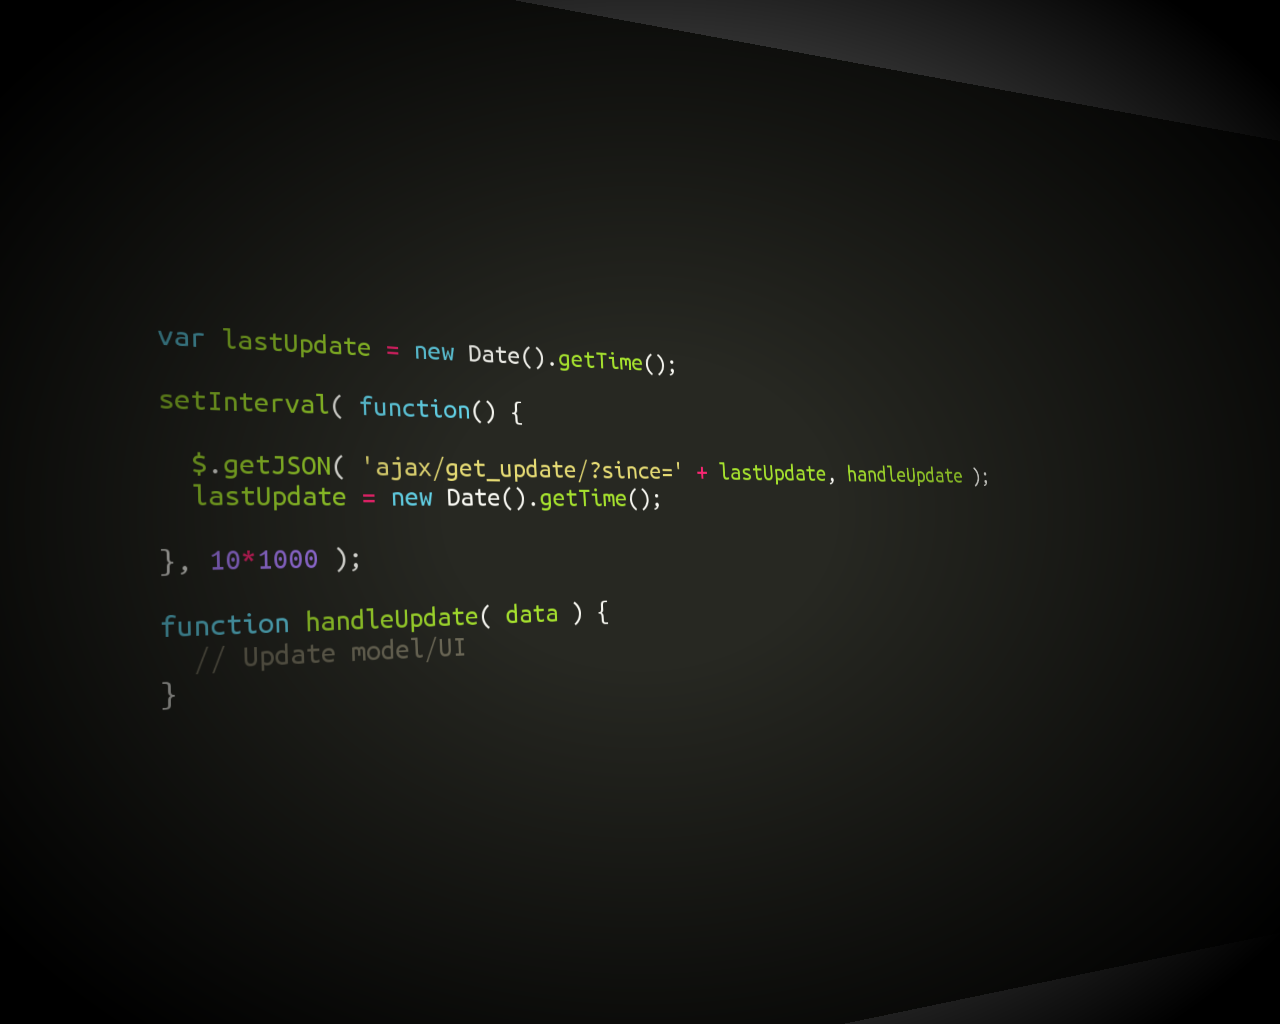 var lastUpdate = new Date().getTime();
setInterval( function() {
$.getJSON( 'ajax/get_update/?since=' + lastUpdate, handleUpdate );
lastUpdate = new Date().getTime();
}, 10*1000 );
function handleUpdate( data ) {
// Update model/UI
}